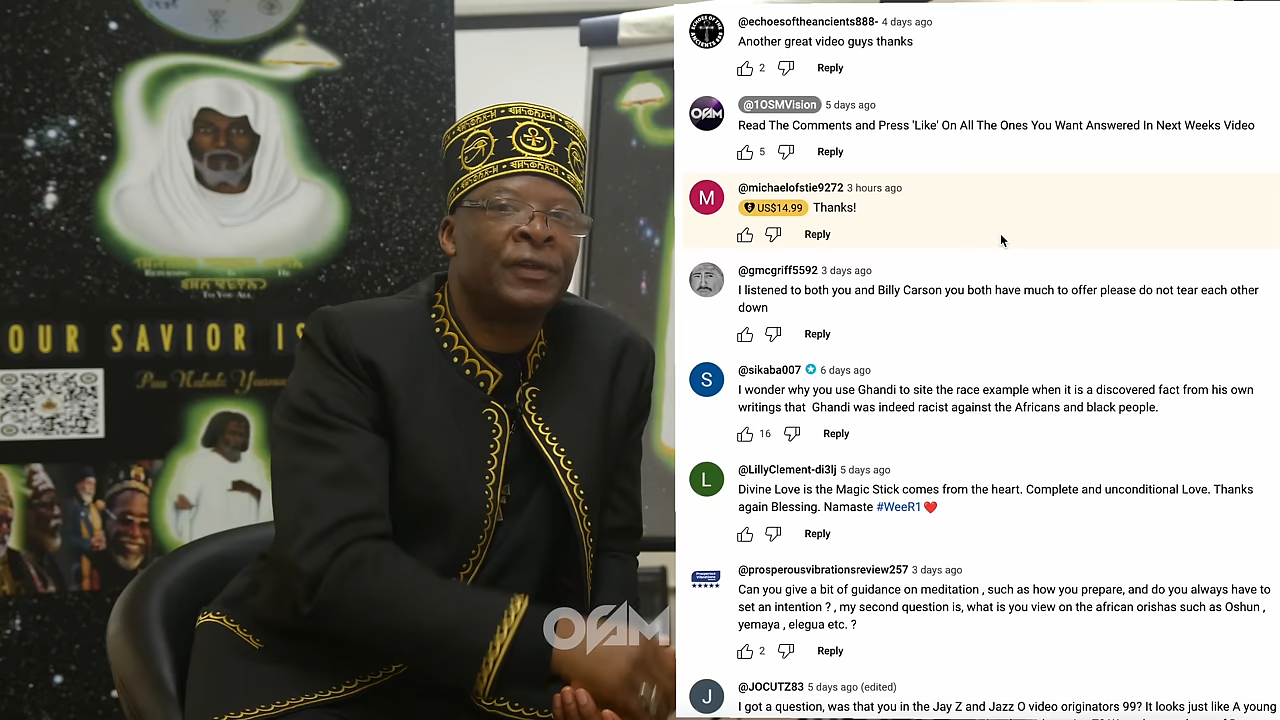 OUR SAVIOR IS
RETURNING
TO YOU ALL
OSM
@echoesoftheancients888- 4 days ago
Another great video guys thanks
2 Reply
@1OSMVision 5 days ago
Read The Comments and Press 'Like' On All The Ones You Want Answered In Next Weeks Video
5 Reply
M
@michaelofstie9272 3 hours ago
US$14.99 Thanks!
Reply
@gmcgriff5592 3 days ago
I listened to both you and Billy Carson you both have much to offer please do not tear each other
down
Reply
S
@sikaba007 6 days ago
I wonder why you use Ghandi to site the race example when it is a discovered fact from his own
writings that Ghandi was indeed racist against the Africans and black people.
16 Reply
L
@LillyClement-di3lj 5 days ago
Divine Love is the Magic Stick comes from the heart. Complete and unconditional Love. Thanks
again Blessing. Namaste #WeeR1❤️
Reply
@prosperousvibrationsreview257 3 days ago
Can you give a bit of guidance on meditation , such as how you prepare, and do you always have to
set an intention ? , my second question is, what is you view on the african orishas such as Oshun ,
yemaya , elegua etc. ?
2 Reply
J
@JOCUTZ83 5 days ago (edited)
I got a question, was that you in the Jay Z and Jazz O video originators 99? It looks just like A young